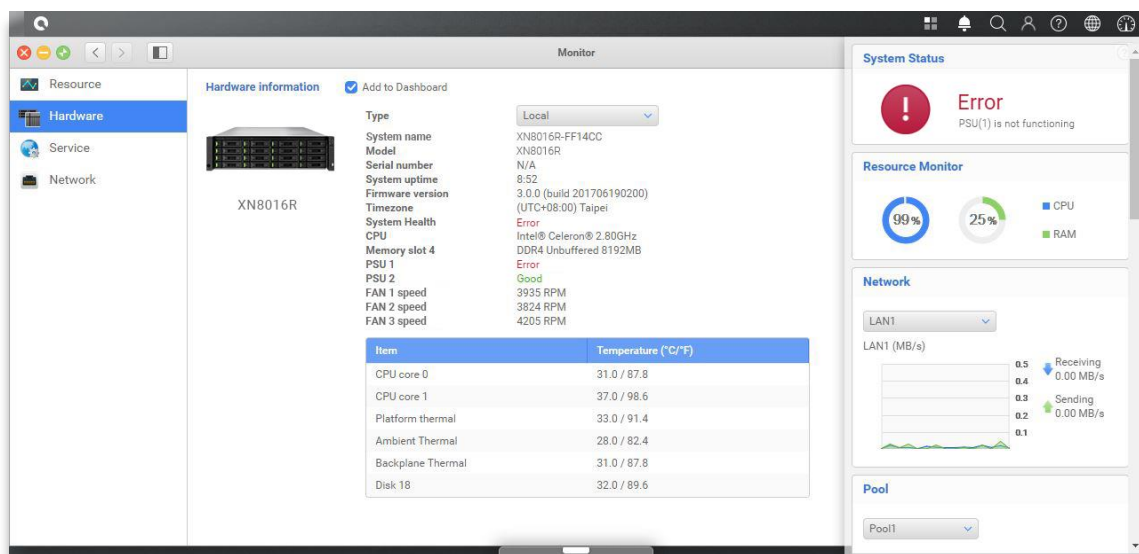 Monitor
Resource
Hardware
Service
Network
Hardware information
Add to Dashboard
XN8016R
Type Local
System name XN8016R-FF14CC
Model XN8016R
Serial number N/A
System uptime 8:52
Firmware version 3.0.0 (build 201706190200)
Timezone (UTC+08:00) Taipei
System Health Error
CPU Intel® Celeron® 2.80GHz
Memory slot 4 DDR4 Unbuffered 8192MB
PSU 1 Error
PSU 2 Good
FAN 1 speed 3935 RPM
FAN 2 speed 3824 RPM
FAN 3 speed 4205 RPM
Item Temperature (°C/°F)
CPU core 0 31.0 / 87.8
CPU core 1 37.0 / 98.6
Platform thermal 33.0 / 91.4
Ambient Thermal 28.0 / 82.4
Backplane Thermal 31.0 / 87.8
Disk 18 32.0 / 89.6
System Status
Error
PSU(1) is not functioning
Resource Monitor
99%
25%
CPU
RAM
Network
LAN1
LAN1 (MB/s)
0.5
0.4
0.3
0.2
0.1
Receiving
0.00 MB/s
Sending
0.00 MB/s
Pool
Pool1